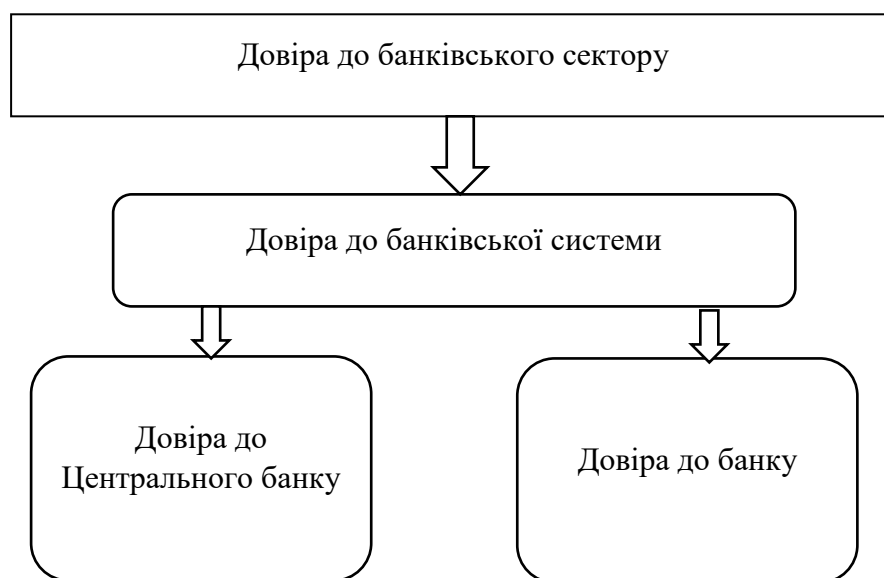 Довіра до банківського сектору
Довіра до банківської системи
Довіра до
Центрального банку
Довіра до банку